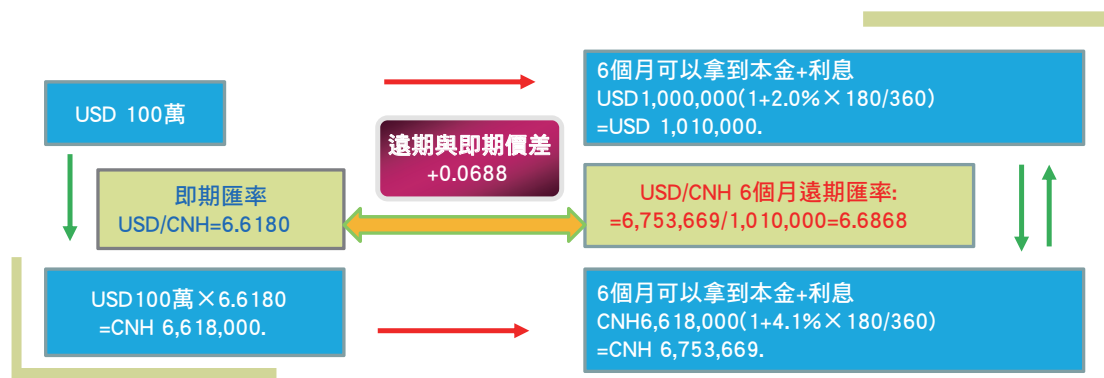 USD 100萬
6個月可以拿到本金+利息
USD1,000,000(1+2.0%×180/360)
=USD 1,010,000.
遠期與即期價差
+0.0688
即期匯率
USD/CNH=6.6180
USD/CNH 6個月遠期匯率:
=6,753,669/1,010,000=6.6868
USD100萬×6.6180
=CNH 6,618,000.
6個月可以拿到本金+利息
CNH6,618,000(1+4.1%×180/360)
=CNH 6,753,669.